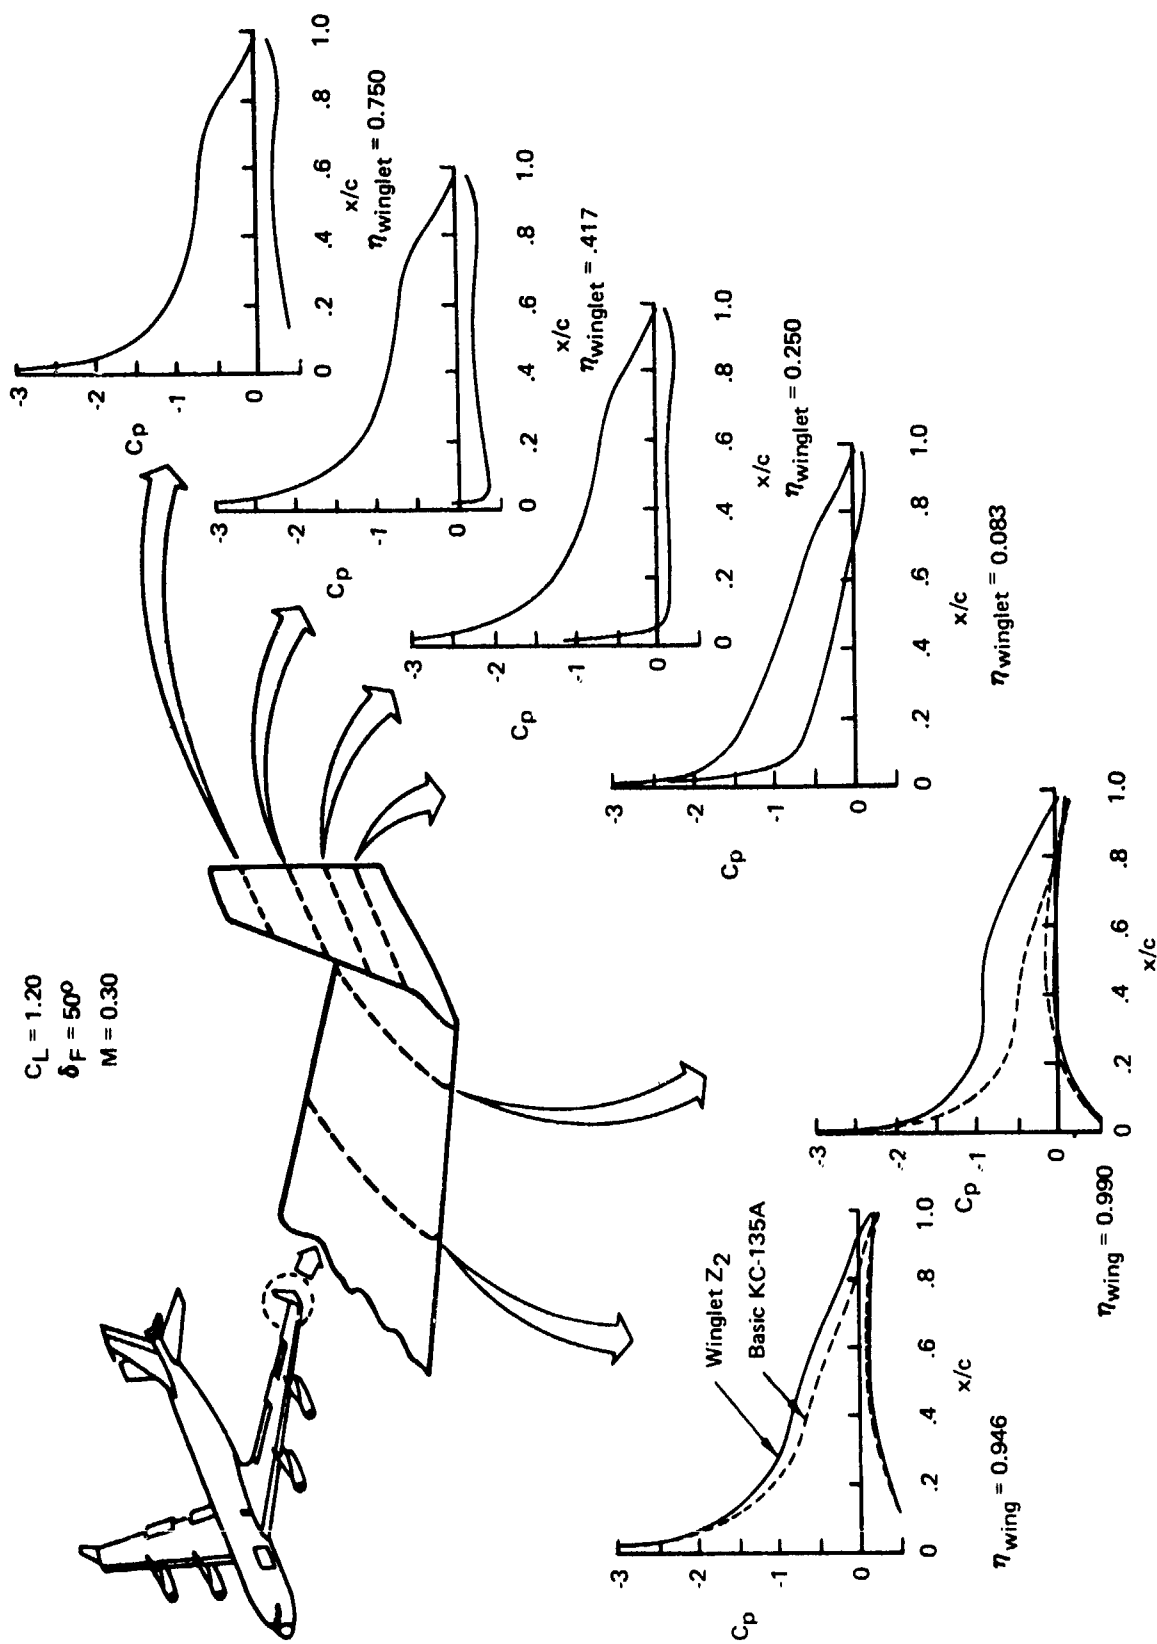 C_L = 1.20
δ_F = 50°
M = 0.30
-3
-2
-1
0
C_p
0
.2
.4
.6
.8
1.0
x/c
η_winglet = 0.750
-3
-2
-1
0
C_p
0
.2
.4
.6
.8
1.0
x/c
η_winglet = .417
-3
-2
-1
0
C_p
0
.2
.4
.6
.8
1.0
x/c
η_winglet = 0.250
-3
-2
-1
0
C_p
0
.2
.4
.6
.8
1.0
x/c
η_winglet = 0.083
-3
-2
-1
0
C_p
0
.2
.4
.6
.8
1.0
x/c
η_wing = 0.990
Winglet Z_2
Basic KC-135A
-3
-2
-1
0
C_p
0
.2
.4
.6
.8
1.0
x/c
η_wing = 0.946